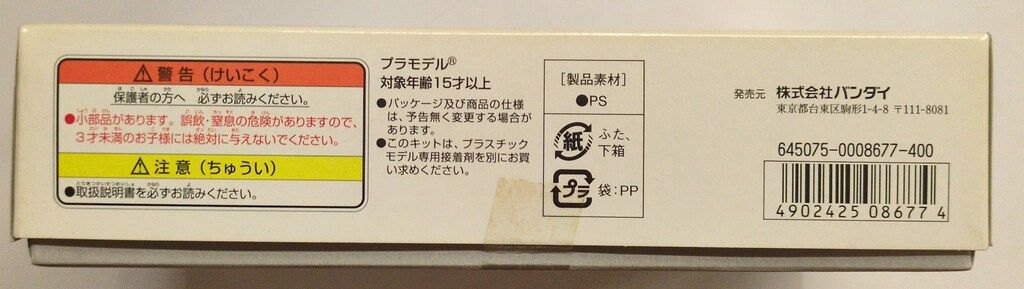 ⚠警告(けいこく)
保護者の方へ 必ずお読みください。
●小部品があります。誤飲・窒息の危険がありますので、
3才未満のお子様には絶対に与えないでください。
⚠注意(ちゅうい)
●取扱説明書を必ずお読みください。
プラモデル®
対象年齢15才以上
●パッケージ及び商品の仕様
は、予告無く変更する場合が
あります。
●このキットは、プラスチック
モデル専用接着剤を別にお買
い求めください。
[製品素材]
●PS
紙 ふた、
下箱
プラ 袋:PP
発売元 株式会社バンダイ
東京都台東区駒形1-4-8 〒111-8081
645075-0008677-400
4902425 086774